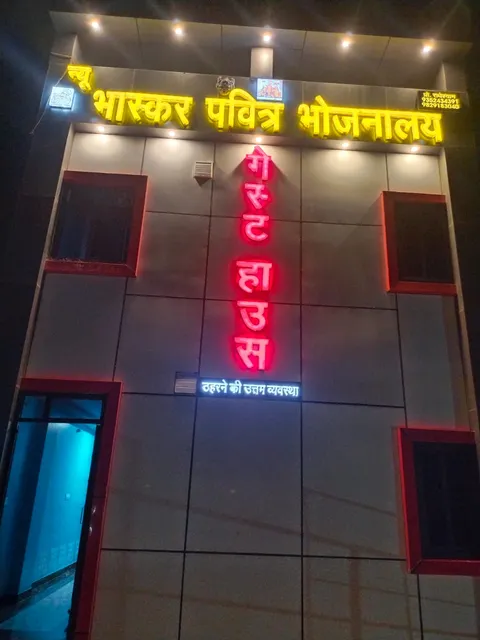 न्यू
भास्कर पवित्र भोजनालय
गेस्ट हाउस
ठहरने की उत्तम व्यवस्था